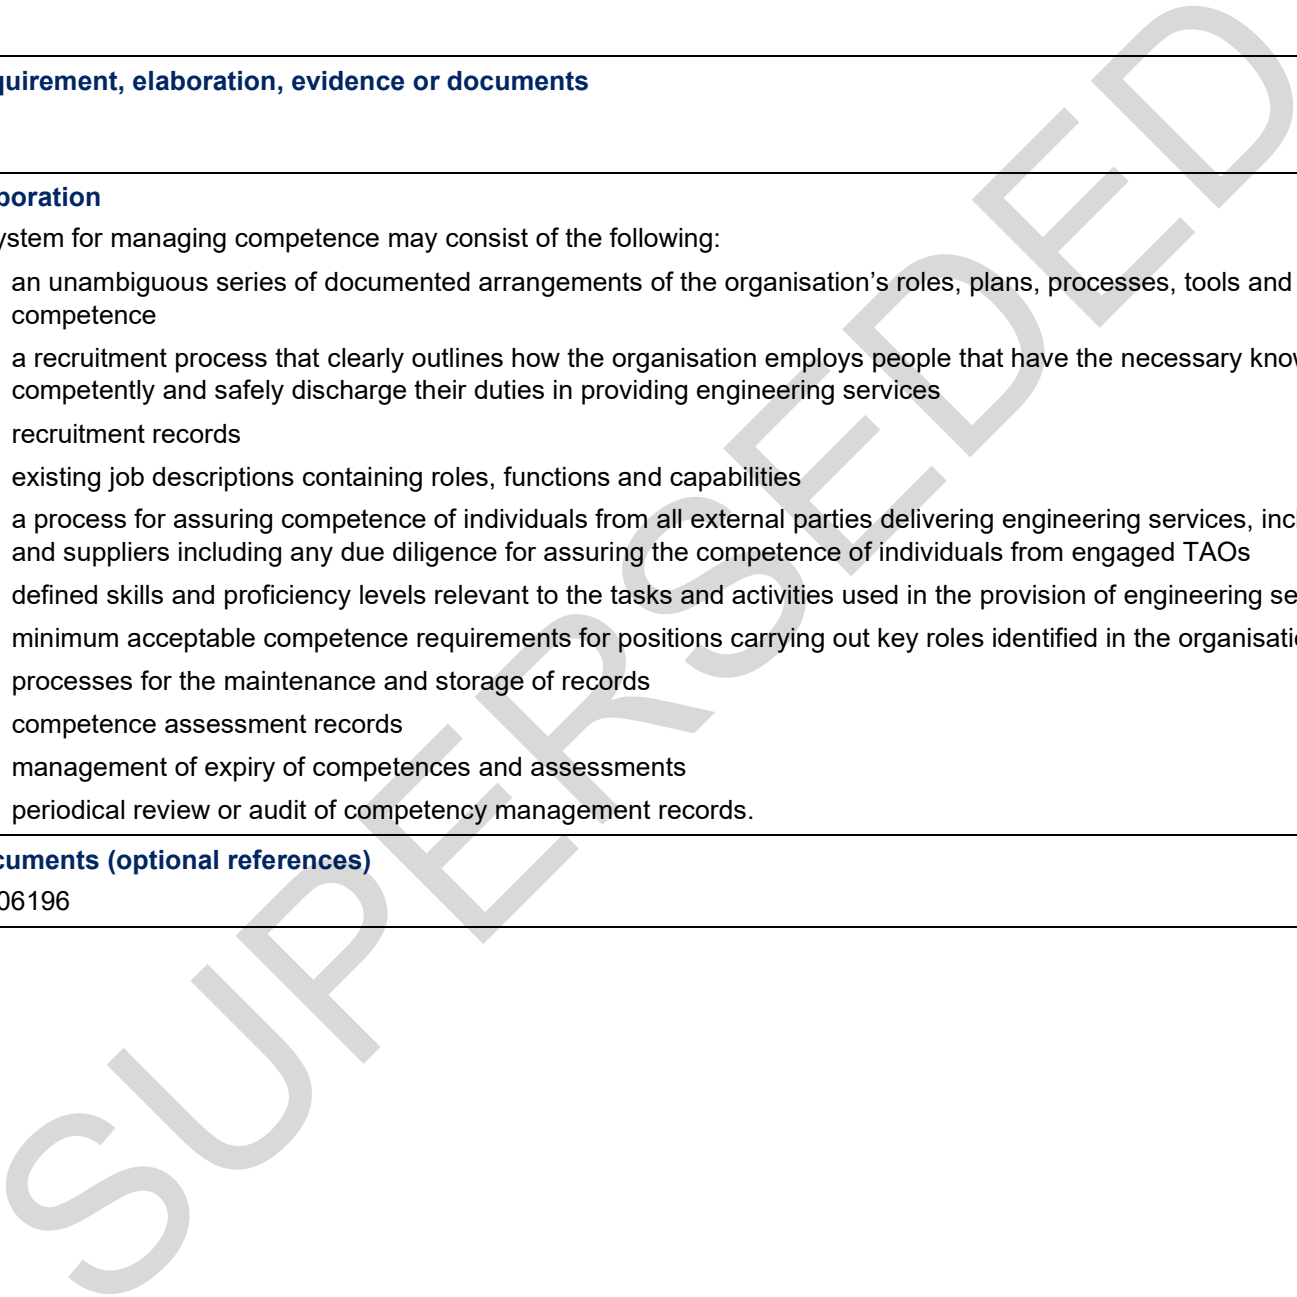 quirement, elaboration, evidence or documents
boration
ystem for managing competence may consist of the following:
an unambiguous series of documented arrangements of the organisation’s roles, plans, processes, tools and
competence
a recruitment process that clearly outlines how the organisation employs people that have the necessary know
competently and safely discharge their duties in providing engineering services
recruitment records
existing job descriptions containing roles, functions and capabilities
a process for assuring competence of individuals from all external parties delivering engineering services, incl
and suppliers including any due diligence for assuring the competence of individuals from engaged TAOs
defined skills and proficiency levels relevant to the tasks and activities used in the provision of engineering se
minimum acceptable competence requirements for positions carrying out key roles identified in the organisatio
processes for the maintenance and storage of records
competence assessment records
management of expiry of competences and assessments
periodical review or audit of competency management records.
cuments (optional references)
06196
SUPERSEDED